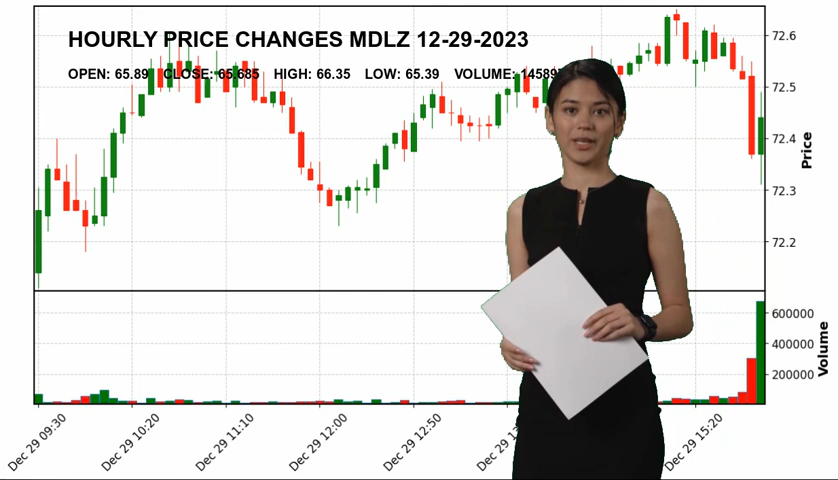 HOURLY PRICE CHANGES MDLZ 12-29-2023
OPEN: 65.89 CLOSE: 65.685 HIGH: 66.35 LOW: 65.39 VOLUME: 14589
72.6
72.5
72.4
72.3
72.2
Price
600000
400000
200000
Volume
Dec 29 09:30
Dec 29 10:20
Dec 29 11:10
Dec 29 12:00
Dec 29 12:50
Dec 29
Dec 29 15:20